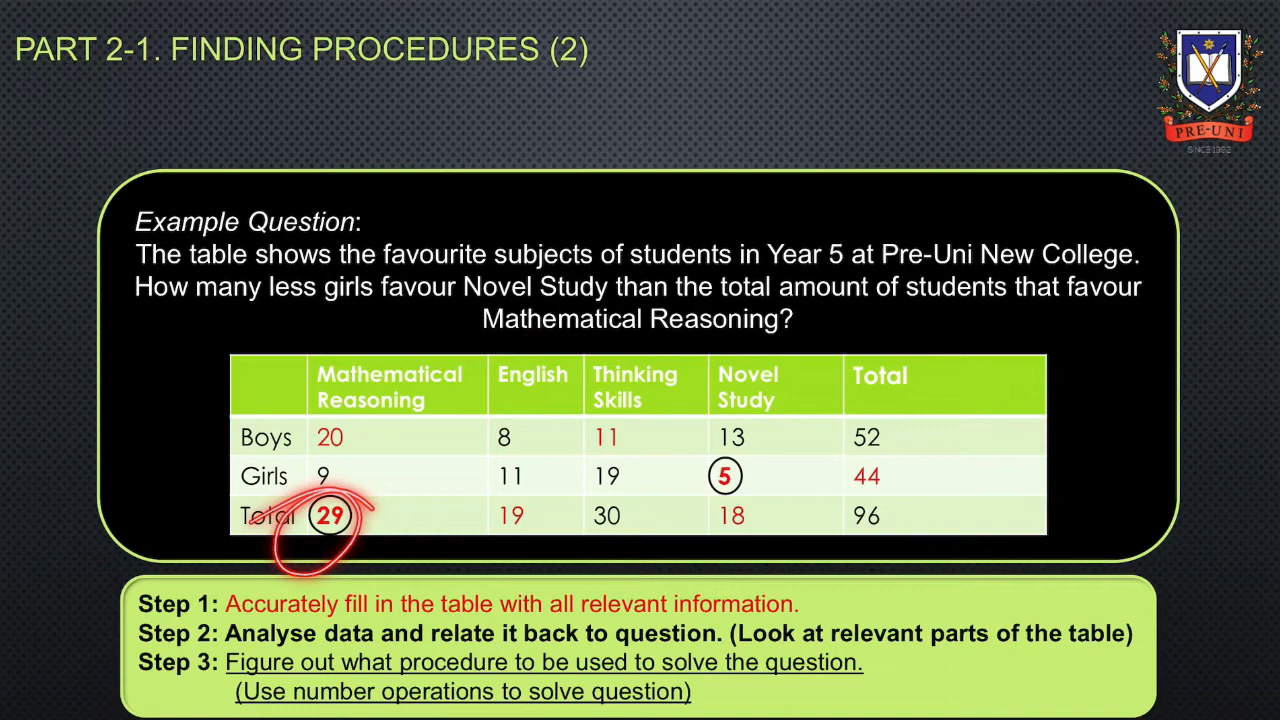 PART 2-1. FINDING PROCEDURES (2)
PRE-UNI
SINCE 1992
Example Question:
The table shows the favourite subjects of students in Year 5 at Pre-Uni New College.
How many less girls favour Novel Study than the total amount of students that favour
Mathematical Reasoning?
Mathematical Reasoning English Thinking Skills Novel Study Total
Boys 20 8 11 13 52
Girls 9 11 19 5 44
Total 29 19 30 18 96
Step 1: Accurately fill in the table with all relevant information.
Step 2: Analyse data and relate it back to question. (Look at relevant parts of the table)
Step 3: Figure out what procedure to be used to solve the question.
(Use number operations to solve question)